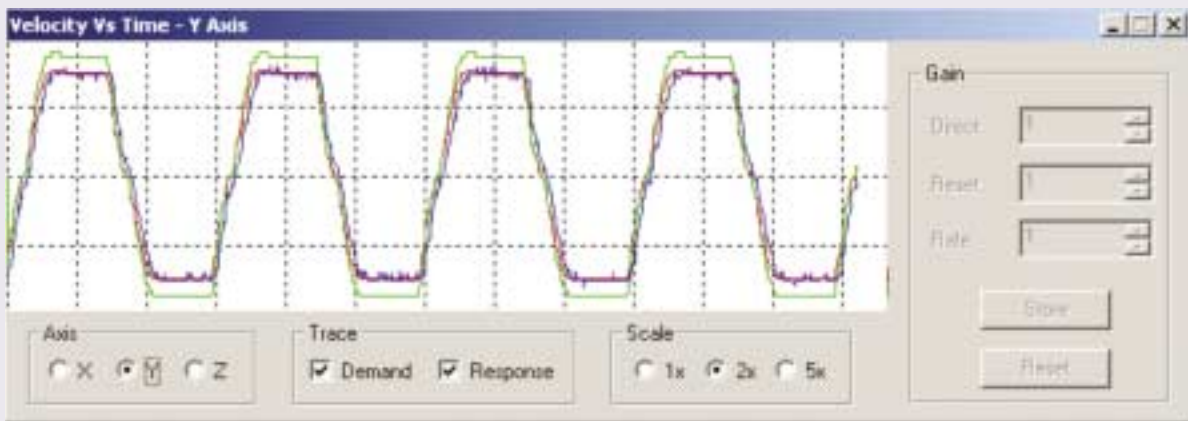 Velocity Vs Time - Y Axis
Gain
Direct 1
Reset 1
Rate 1
Store
Reset
Axis
X Y Z
Trace
Demand Response
Scale
1x 2x 5x